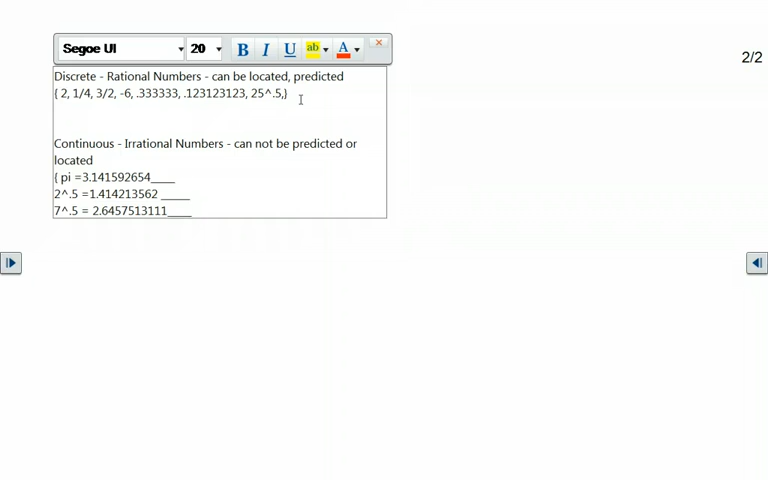 Segoe UI 20 B I U ab A
2/2
Discrete - Rational Numbers - can be located, predicted
{ 2, 1/4, 3/2, -6, .333333, .123123123, 25^.5,}
Continuous - Irrational Numbers - can not be predicted or
located
{ pi =3.141592654____
2^.5 =1.414213562 _____
7^.5 = 2.6457513111____